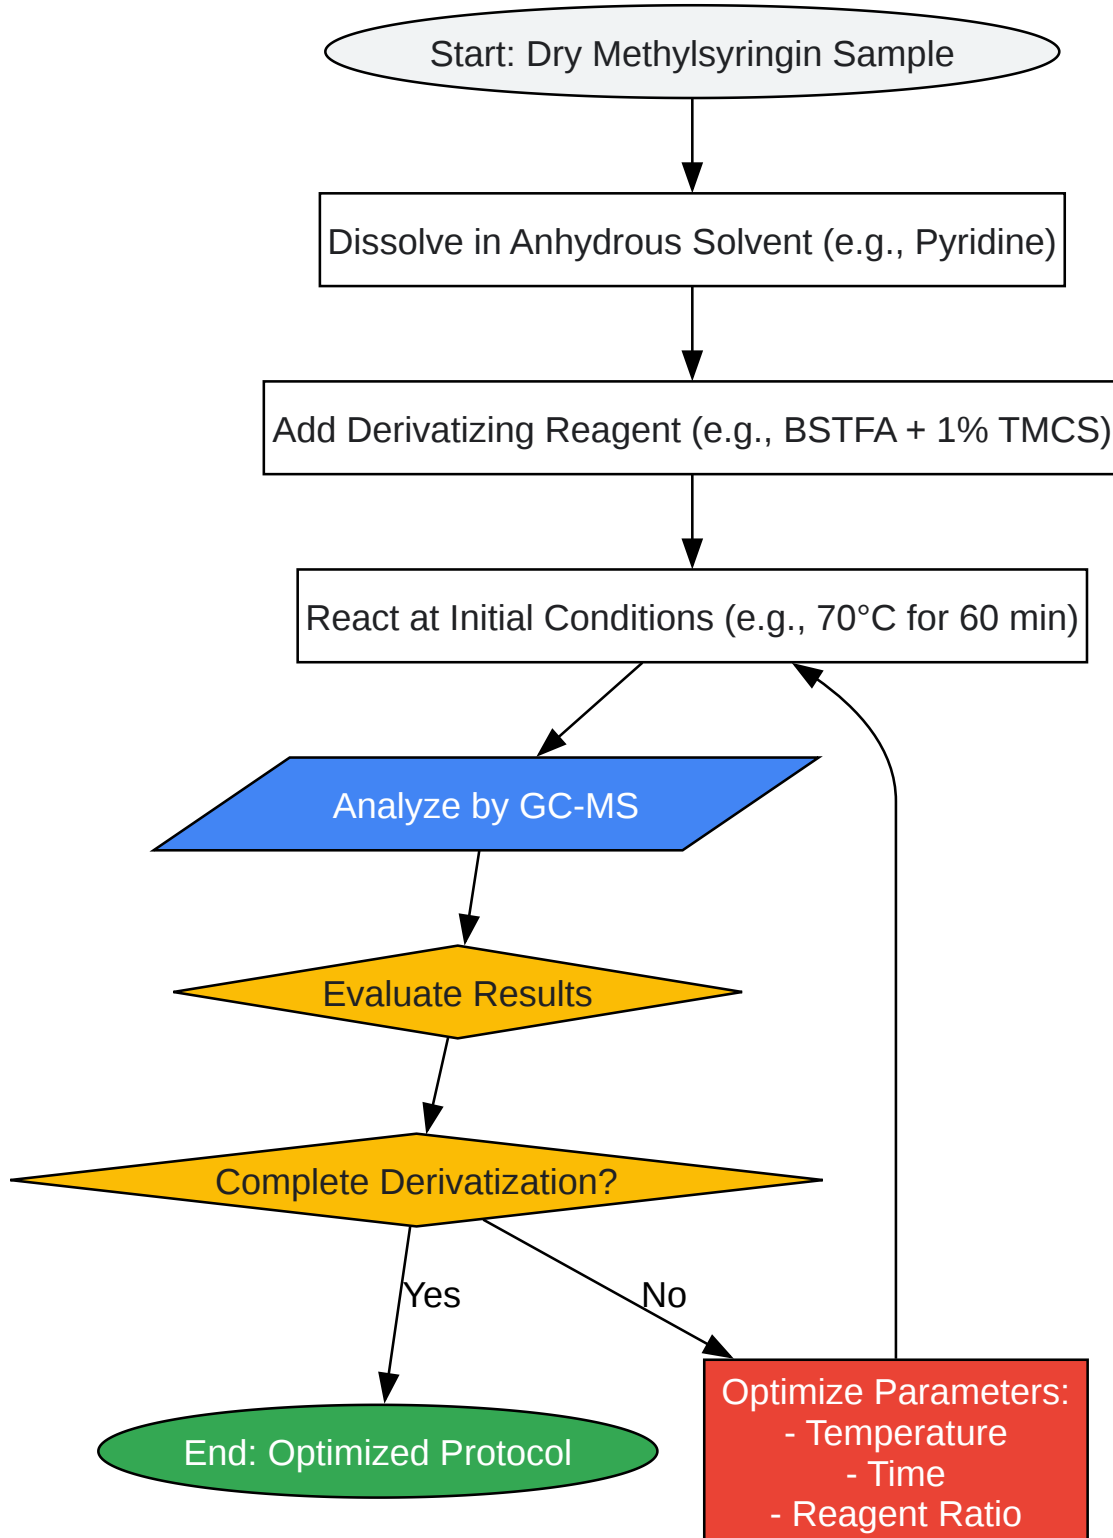 Start: Dry Methylsyringin Sample
Dissolve in Anhydrous Solvent (e.g., Pyridine)
Add Derivatizing Reagent (e.g., BSTFA + 1% TMCS)
React at Initial Conditions (e.g., 70°C for 60 min)
Analyze by GC-MS
Evaluate Results
Complete Derivatization?
Yes
No
End: Optimized Protocol
Optimize Parameters:
- Temperature
- Time
- Reagent Ratio